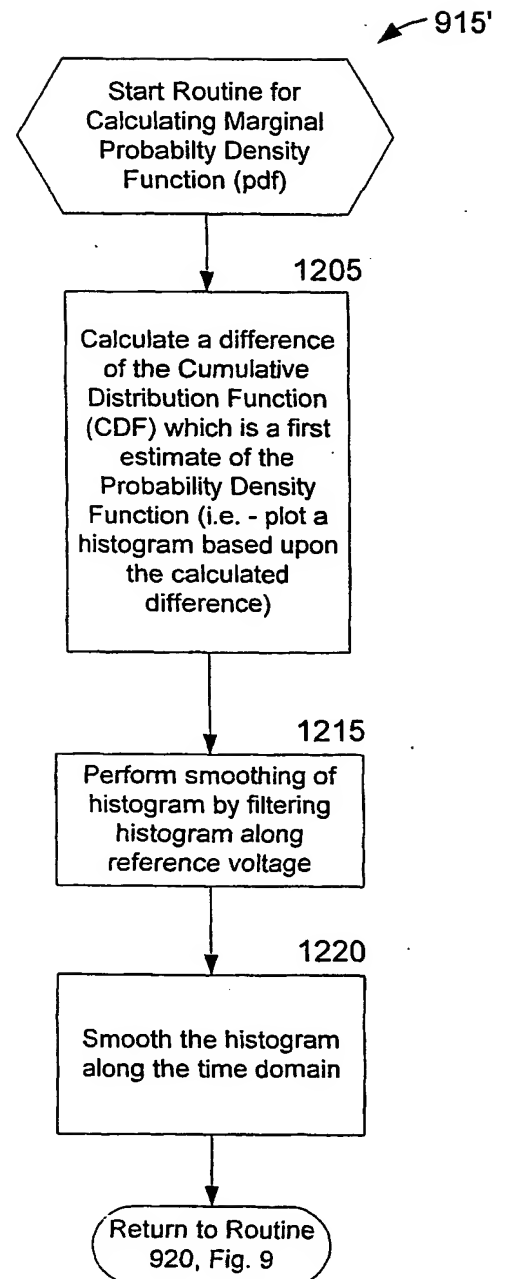 915'
Start Routine for
Calculating Marginal
Probabilty Density
Function (pdf)
1205
Calculate a difference
of the Cumulative
Distribution Function
(CDF) which is a first
estimate of the
Probability Density
Function (i.e. - plot a
histogram based upon
the calculated
difference)
1215
Perform smoothing of
histogram by filtering
histogram along
reference voltage
1220
Smooth the histogram
along the time domain
Return to Routine
920, Fig. 9